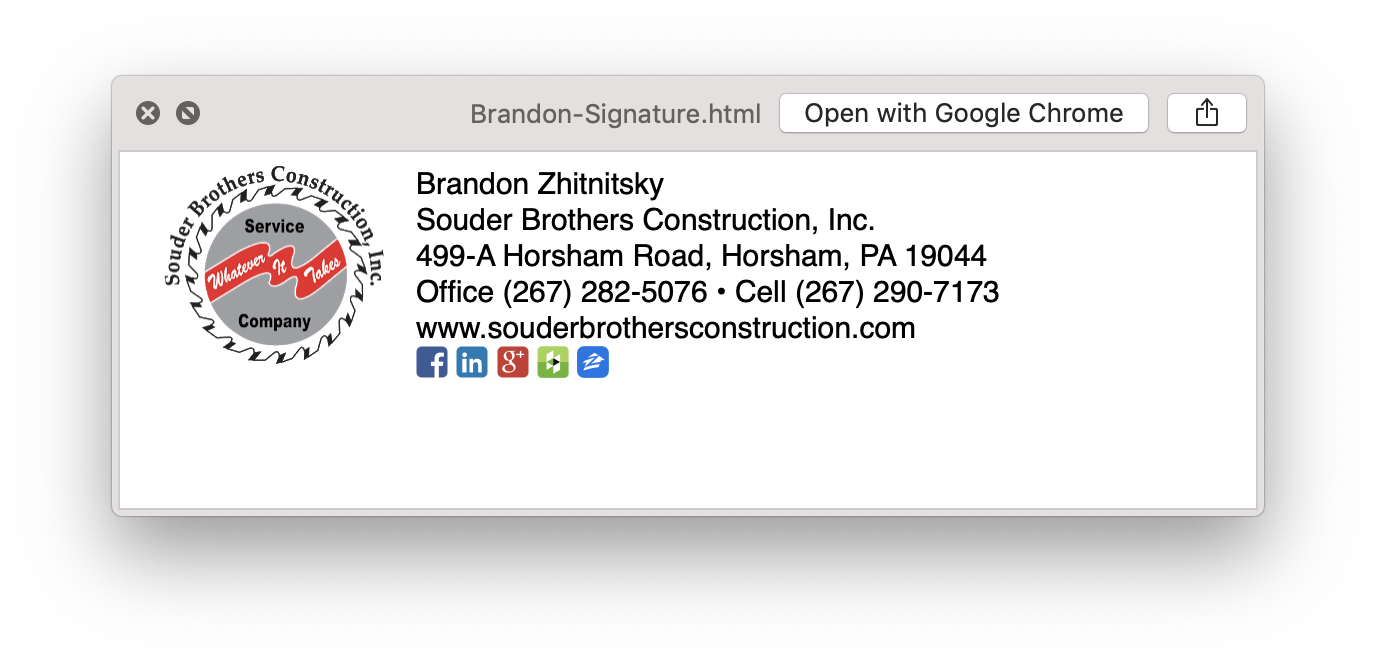 Brandon-Signature.html
Open with Google Chrome
Souder Brothers Construction, Inc.
Service
Whatever It Takes
Company
Brandon Zhitnitsky
Souder Brothers Construction, Inc.
499-A Horsham Road, Horsham, PA 19044
Office (267) 282-5076 • Cell (267) 290-7173
www.souderbrothersconstruction.com
f in g+